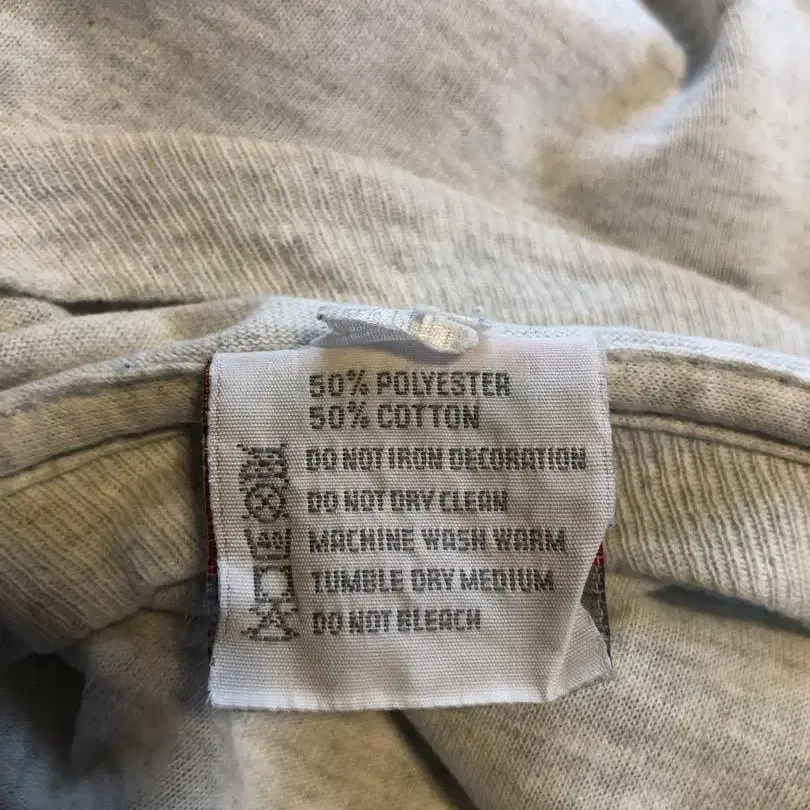 50% POLYESTER
50% COTTON
DO NOT IRON DECORATION
DO NOT DRY CLEAN
MACHINE WASH WARM
TUMBLE DRY MEDIUM
DO NOT BLEACH